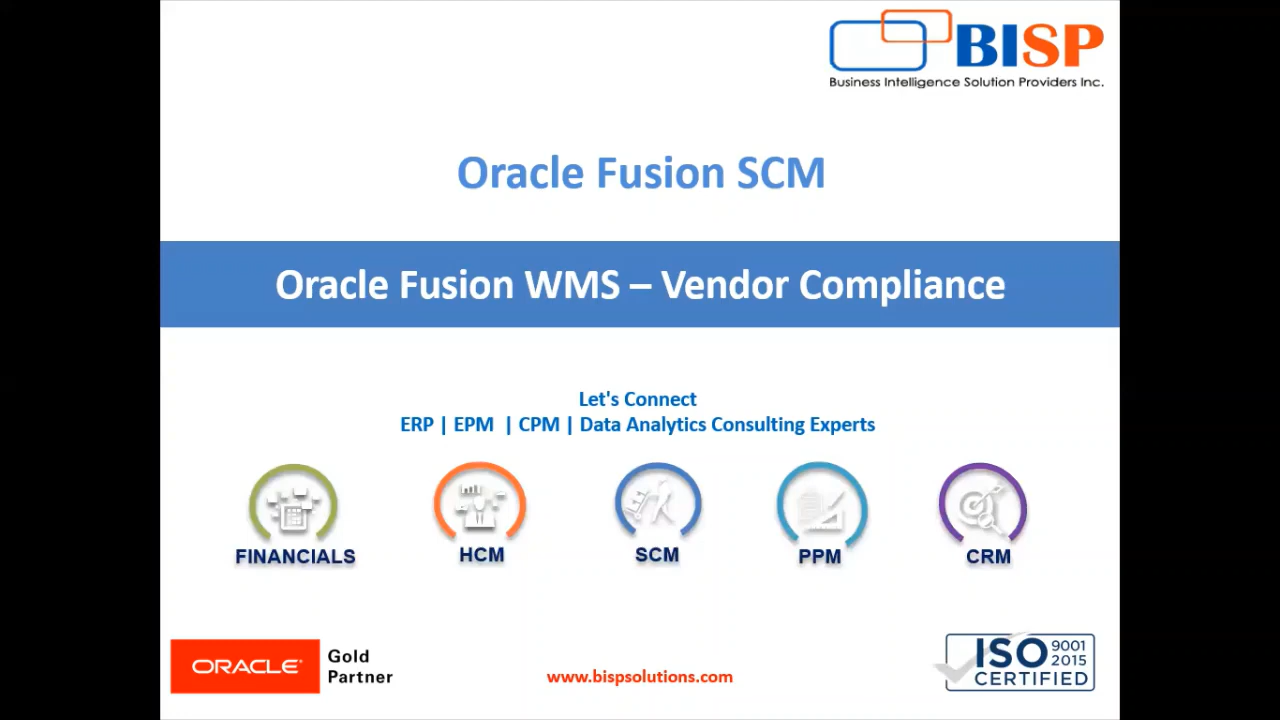 BISP
Business Intelligence Solution Providers Inc.
Oracle Fusion SCM
Oracle Fusion WMS – Vendor Compliance
Let's Connect
ERP | EPM | CPM | Data Analytics Consulting Experts
FINANCIALS
HCM
SCM
PPM
CRM
ORACLE®
Gold
Partner
www.bispsolutions.com
ISO
9001
2015
CERTIFIED